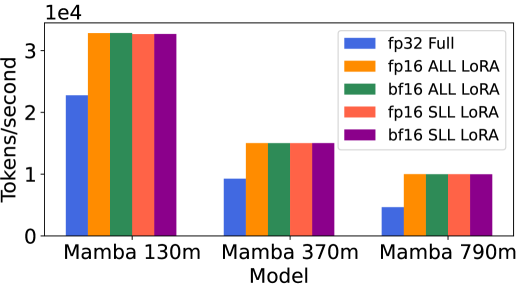 1e4
Tokens/second
3
2
1
0
fp32 Full
fp16 ALL LoRA
bf16 ALL LoRA
fp16 SLL LoRA
bf16 SLL LoRA
Mamba 130m Mamba 370m Mamba 790m
Model